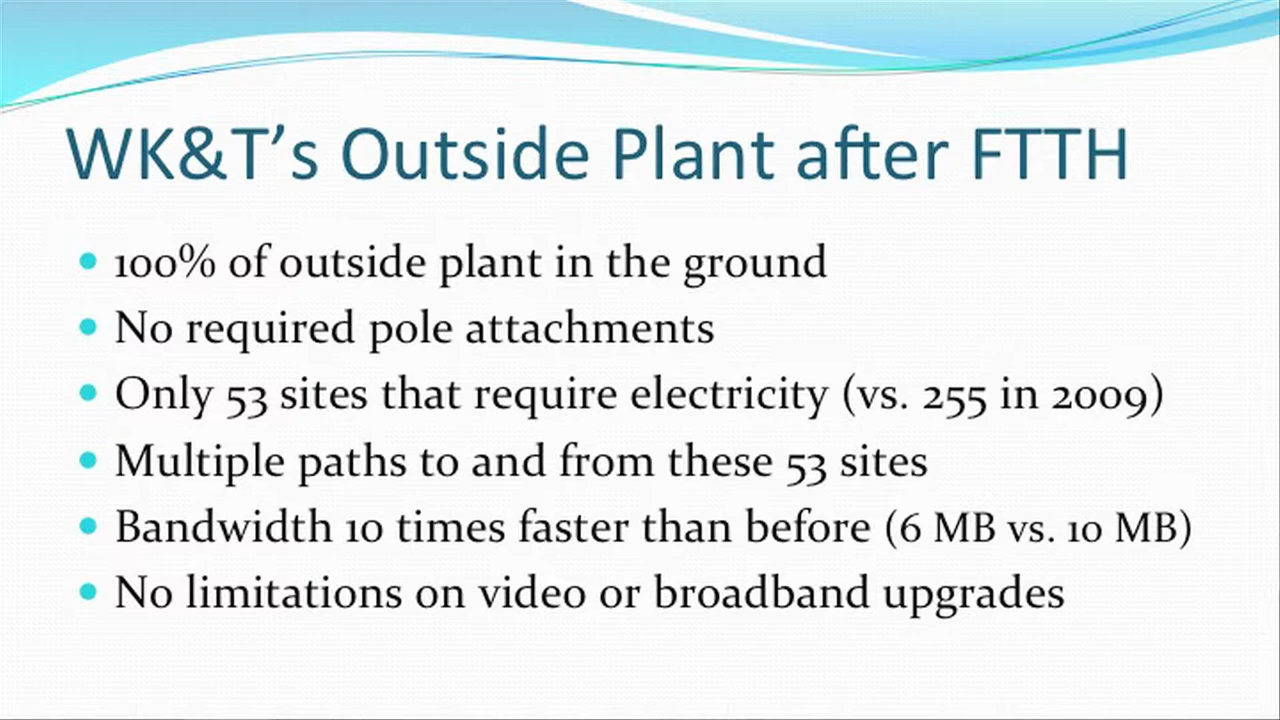 WK&T’s Outside Plant after FTTH
• 100% of outside plant in the ground
• No required pole attachments
• Only 53 sites that require electricity (vs. 255 in 2009)
• Multiple paths to and from these 53 sites
• Bandwidth 10 times faster than before (6 MB vs. 10 MB)
• No limitations on video or broadband upgrades